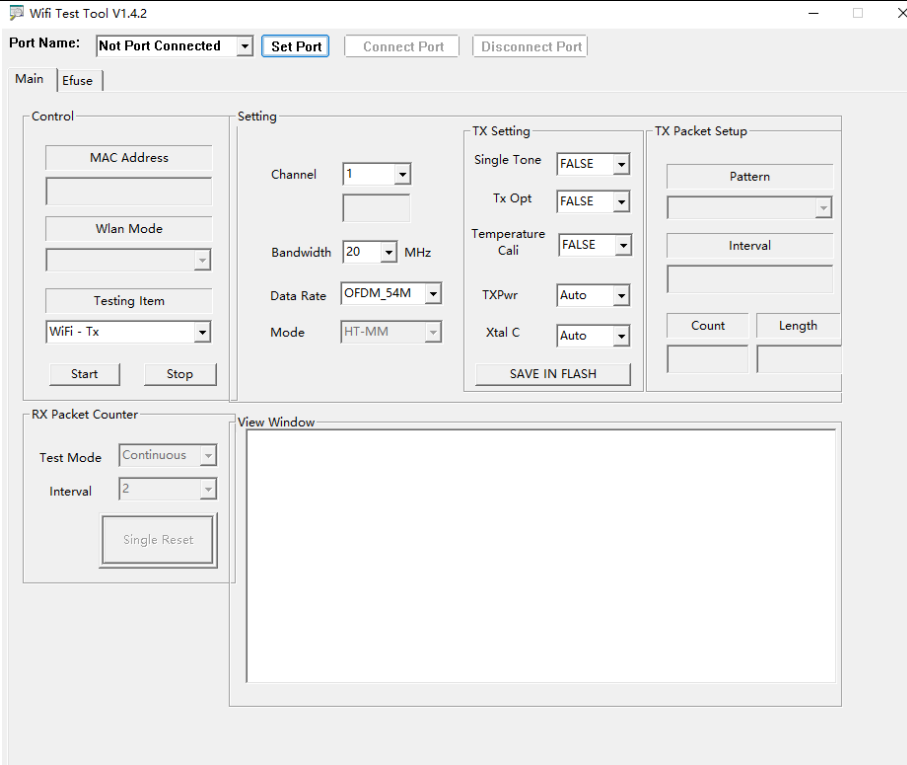 Wifi Test Tool V1.4.2
Port Name: Not Port Connected Set Port Connect Port Disconnect Port
Main Efuse
Control
MAC Address
Wlan Mode
Testing Item
WiFi - Tx
Start Stop
Setting
Channel 1
Bandwidth 20 MHz
Data Rate OFDM_54M
Mode HT-MM
TX Setting
Single Tone FALSE
Tx Opt FALSE
Temperature
Cali FALSE
TXPwr Auto
Xtal C Auto
SAVE IN FLASH
TX Packet Setup
Pattern
Interval
Count Length
RX Packet Counter
Test Mode Continuous
Interval 2
Single Reset
View Window